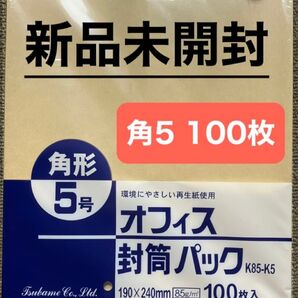 新品未開封
角5 100枚
角形
5号
環境にやさしい再生紙使用
オフィス
封筒パック K85-K5
190×240mm 85g/m² 100枚入
Tsubame Co., Ltd.